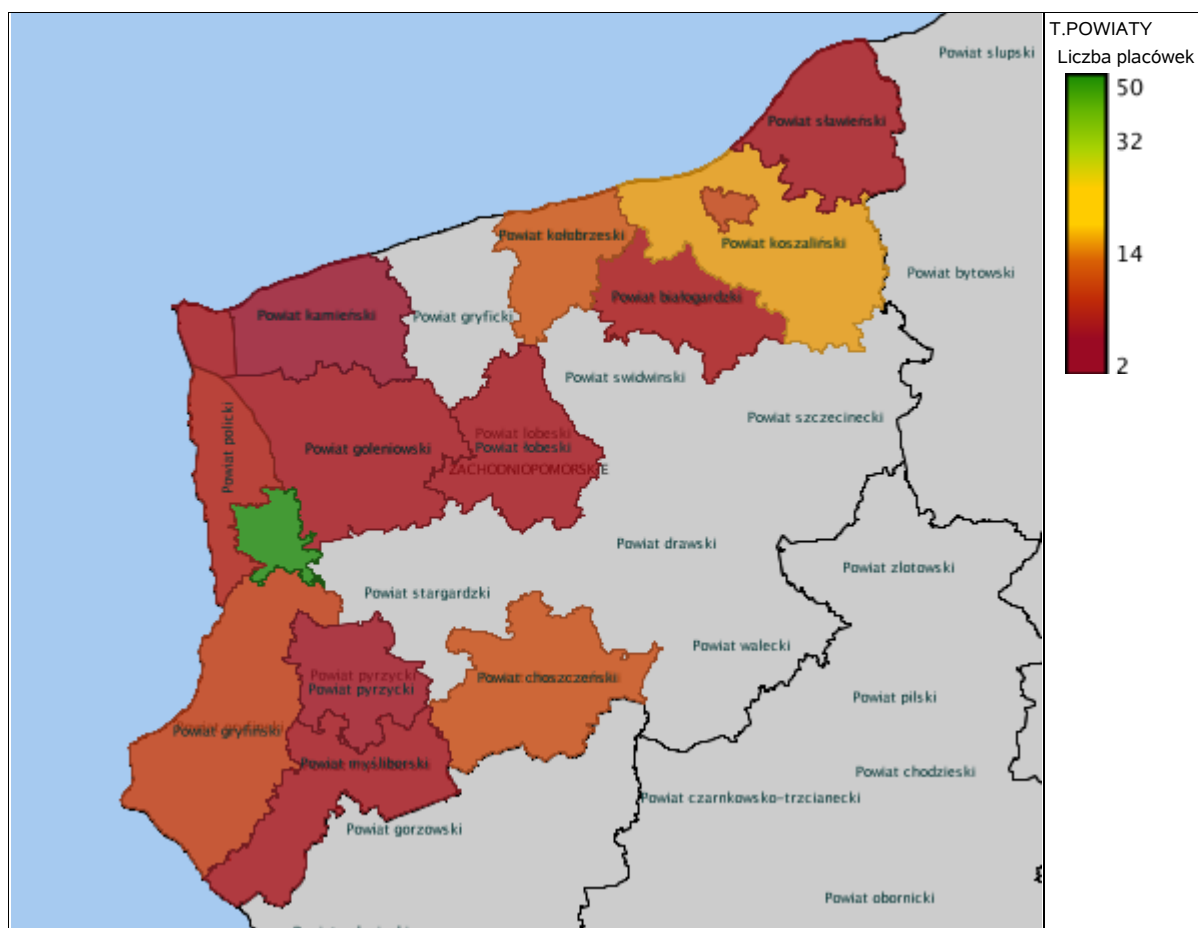 T.POWIATY
Liczba placówek
50
32
14
2
Powiat slupski
Powiat sławieński
Powiat kołobrzeski
Powiat koszaliński
Powiat bytowski
Powiat białogardzki
Powiat kamieński
Powiat gryficki
Powiat swidwinski
Powiat szczecinecki
Powiat policki
Powiat goleniowski
Powiat lobeski
Powiat łobeski
ZACHODNIOPOMORSKIE
Powiat drawski
Powiat zlotowski
Powiat stargardzki
Powiat walecki
Powiat pyrzycki
Powiat pyrzycki
Powiat choszczeński
Powiat pilski
Powiat gryfiński
Powiat myśliborski
Powiat chodzieski
Powiat czarnkowsko-trzcianecki
Powiat gorzowski
Powiat obornicki